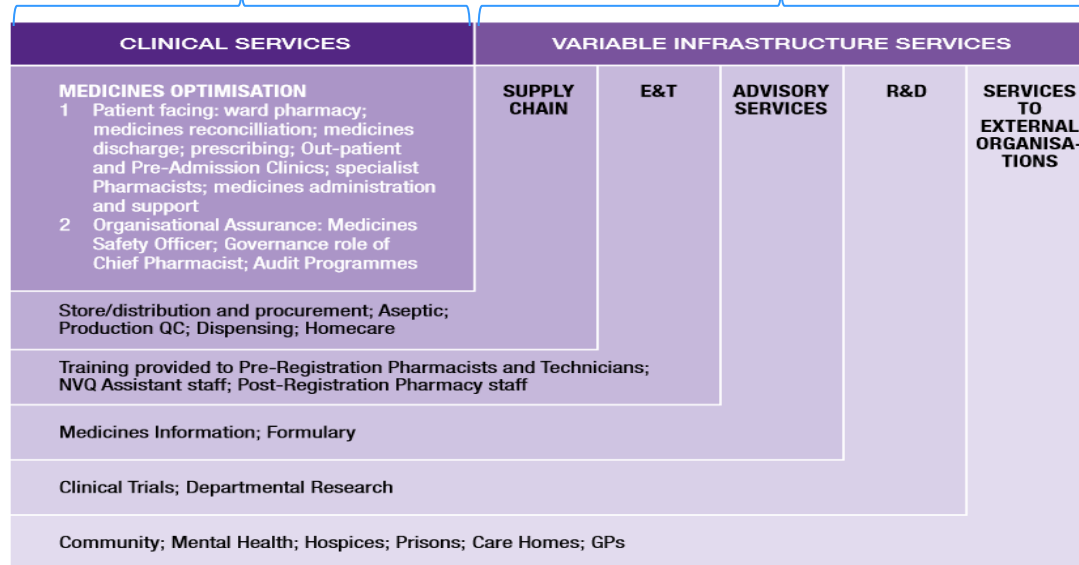 CLINICAL SERVICES
VARIABLE INFRASTRUCTURE SERVICES
MEDICINES OPTIMISATION
1 Patient facing: ward pharmacy;
medicines reconcilliation; medicines
discharge; prescribing; Out-patient
and Pre-Admission Clinics; specialist
Pharmacists; medicines administration
and support
2 Organisational Assurance: Medicines
Safety Officer; Governance role of
Chief Pharmacist; Audit Programmes
SUPPLY
CHAIN
E&T
ADVISORY
SERVICES
R&D
SERVICES
TO
EXTERNAL
ORGANISA-
TIONS
Store/distribution and procurement; Aseptic;
Production QC; Dispensing; Homecare
Training provided to Pre-Registration Pharmacists and Technicians;
NVQ Assistant staff; Post-Registration Pharmacy staff
Medicines Information; Formulary
Clinical Trials; Departmental Research
Community; Mental Health; Hospices; Prisons; Care Homes; GPs